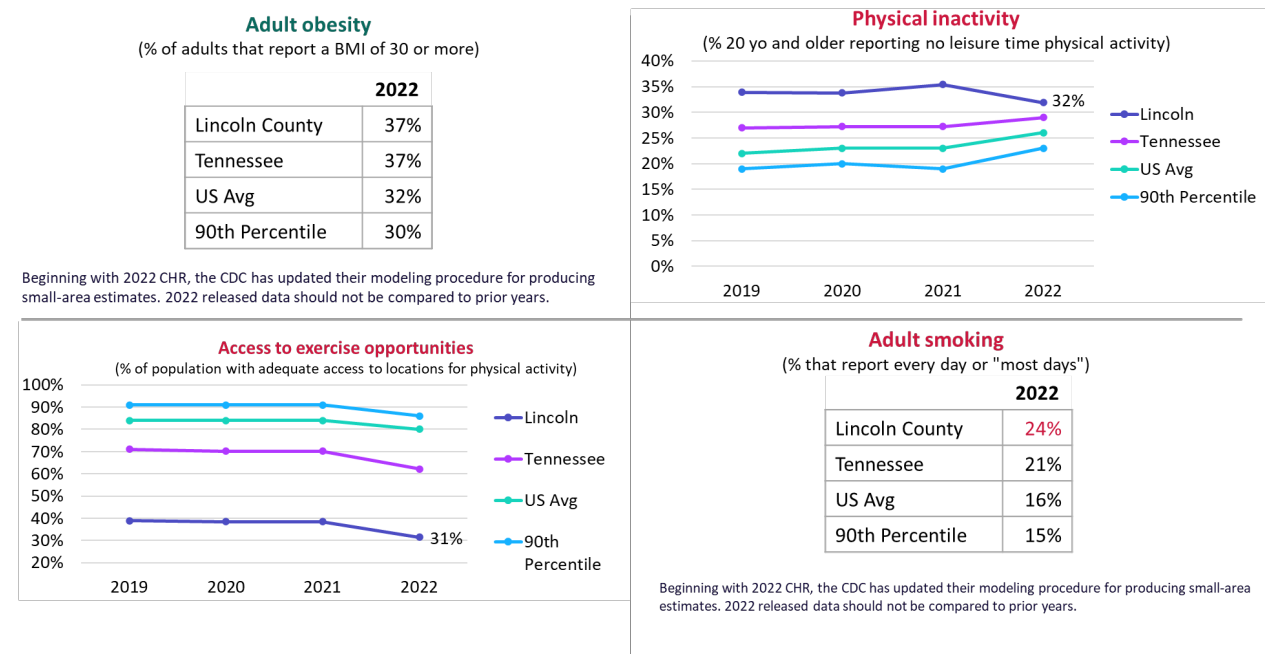 Adult obesity
(% of adults that report a BMI of 30 or more)
2022
Lincoln County 37%
Tennessee 37%
US Avg 32%
90th Percentile 30%
Beginning with 2022 CHR, the CDC has updated their modeling procedure for producing
small-area estimates. 2022 released data should not be compared to prior years.
Physical inactivity
(% 20 yo and older reporting no leisure time physical activity)
40%
35%
30%
25%
20%
15%
10%
5%
0%
32%
2019 2020 2021 2022
Lincoln
Tennessee
US Avg
90th Percentile
Access to exercise opportunities
(% of population with adequate access to locations for physical activity)
100%
90%
80%
70%
60%
50%
40%
30%
20%
31%
2019 2020 2021 2022
Lincoln
Tennessee
US Avg
90th
Percentile
Adult smoking
(% that report every day or "most days")
2022
Lincoln County 24%
Tennessee 21%
US Avg 16%
90th Percentile 15%
Beginning with 2022 CHR, the CDC has updated their modeling procedure for producing small-area
estimates. 2022 released data should not be compared to prior years.